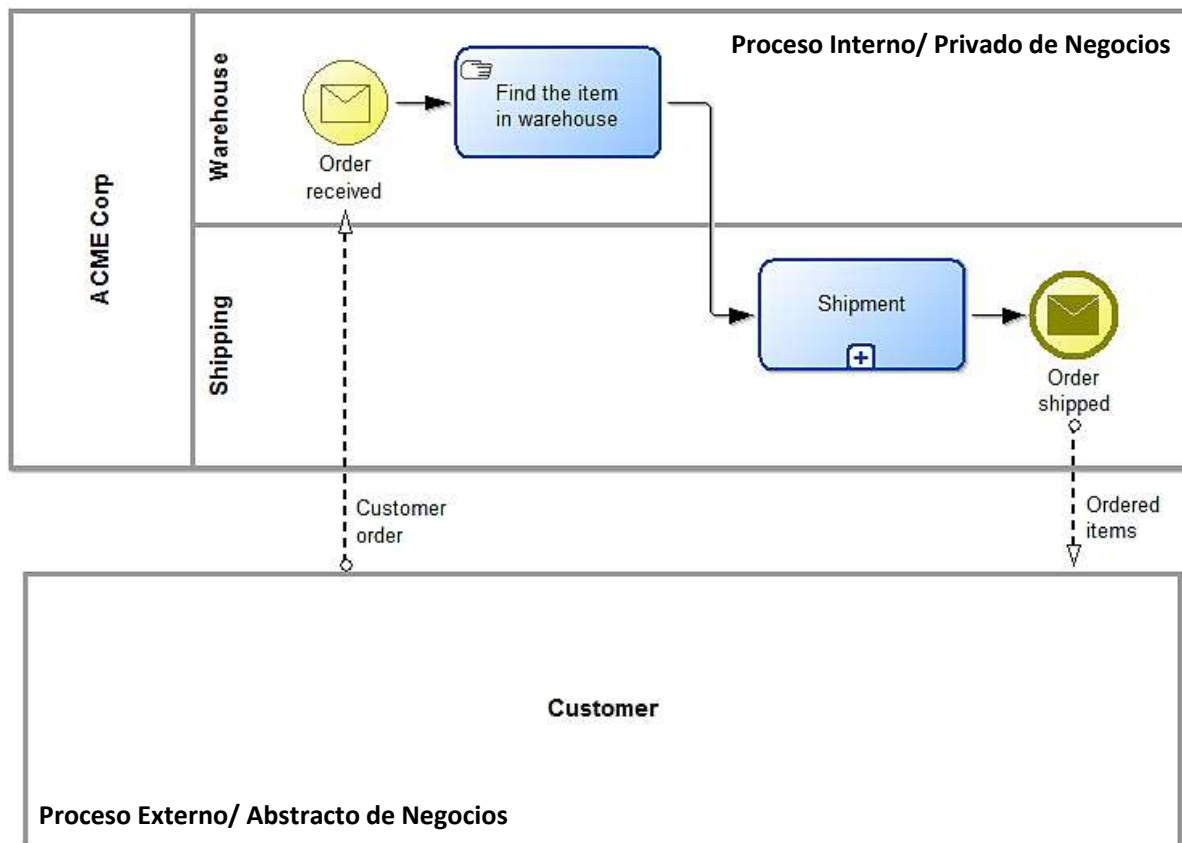 Proceso Interno/ Privado de Negocios
ACME Corp
Warehouse
Order
received
Find the item
in warehouse
Shipping
Shipment
Order
shipped
Customer
order
Ordered
items
Customer
Proceso Externo/ Abstracto de Negocios